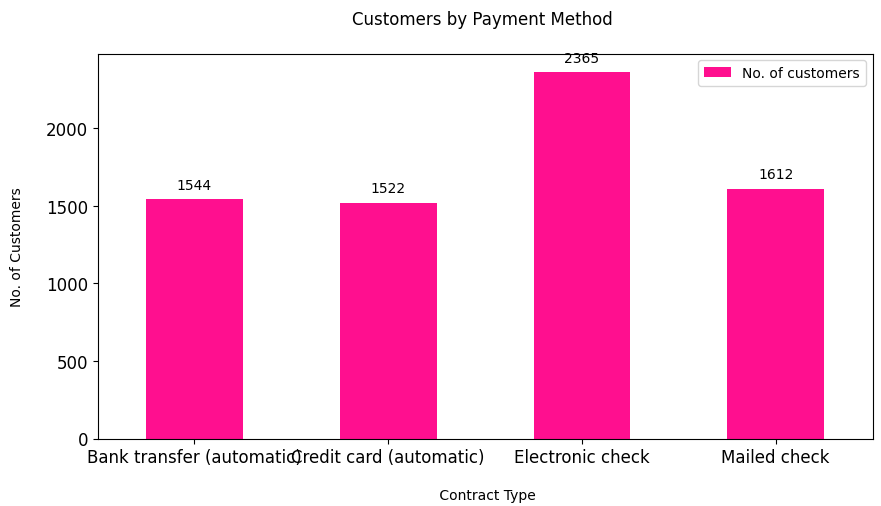 Customers by Payment Method
2365
No. of customers
2000
1544
1522
1612
1500
No. of Customers
1000
500
0
Bank transfer (automatic)
Credit card (automatic)
Electronic check
Mailed check
Contract Type